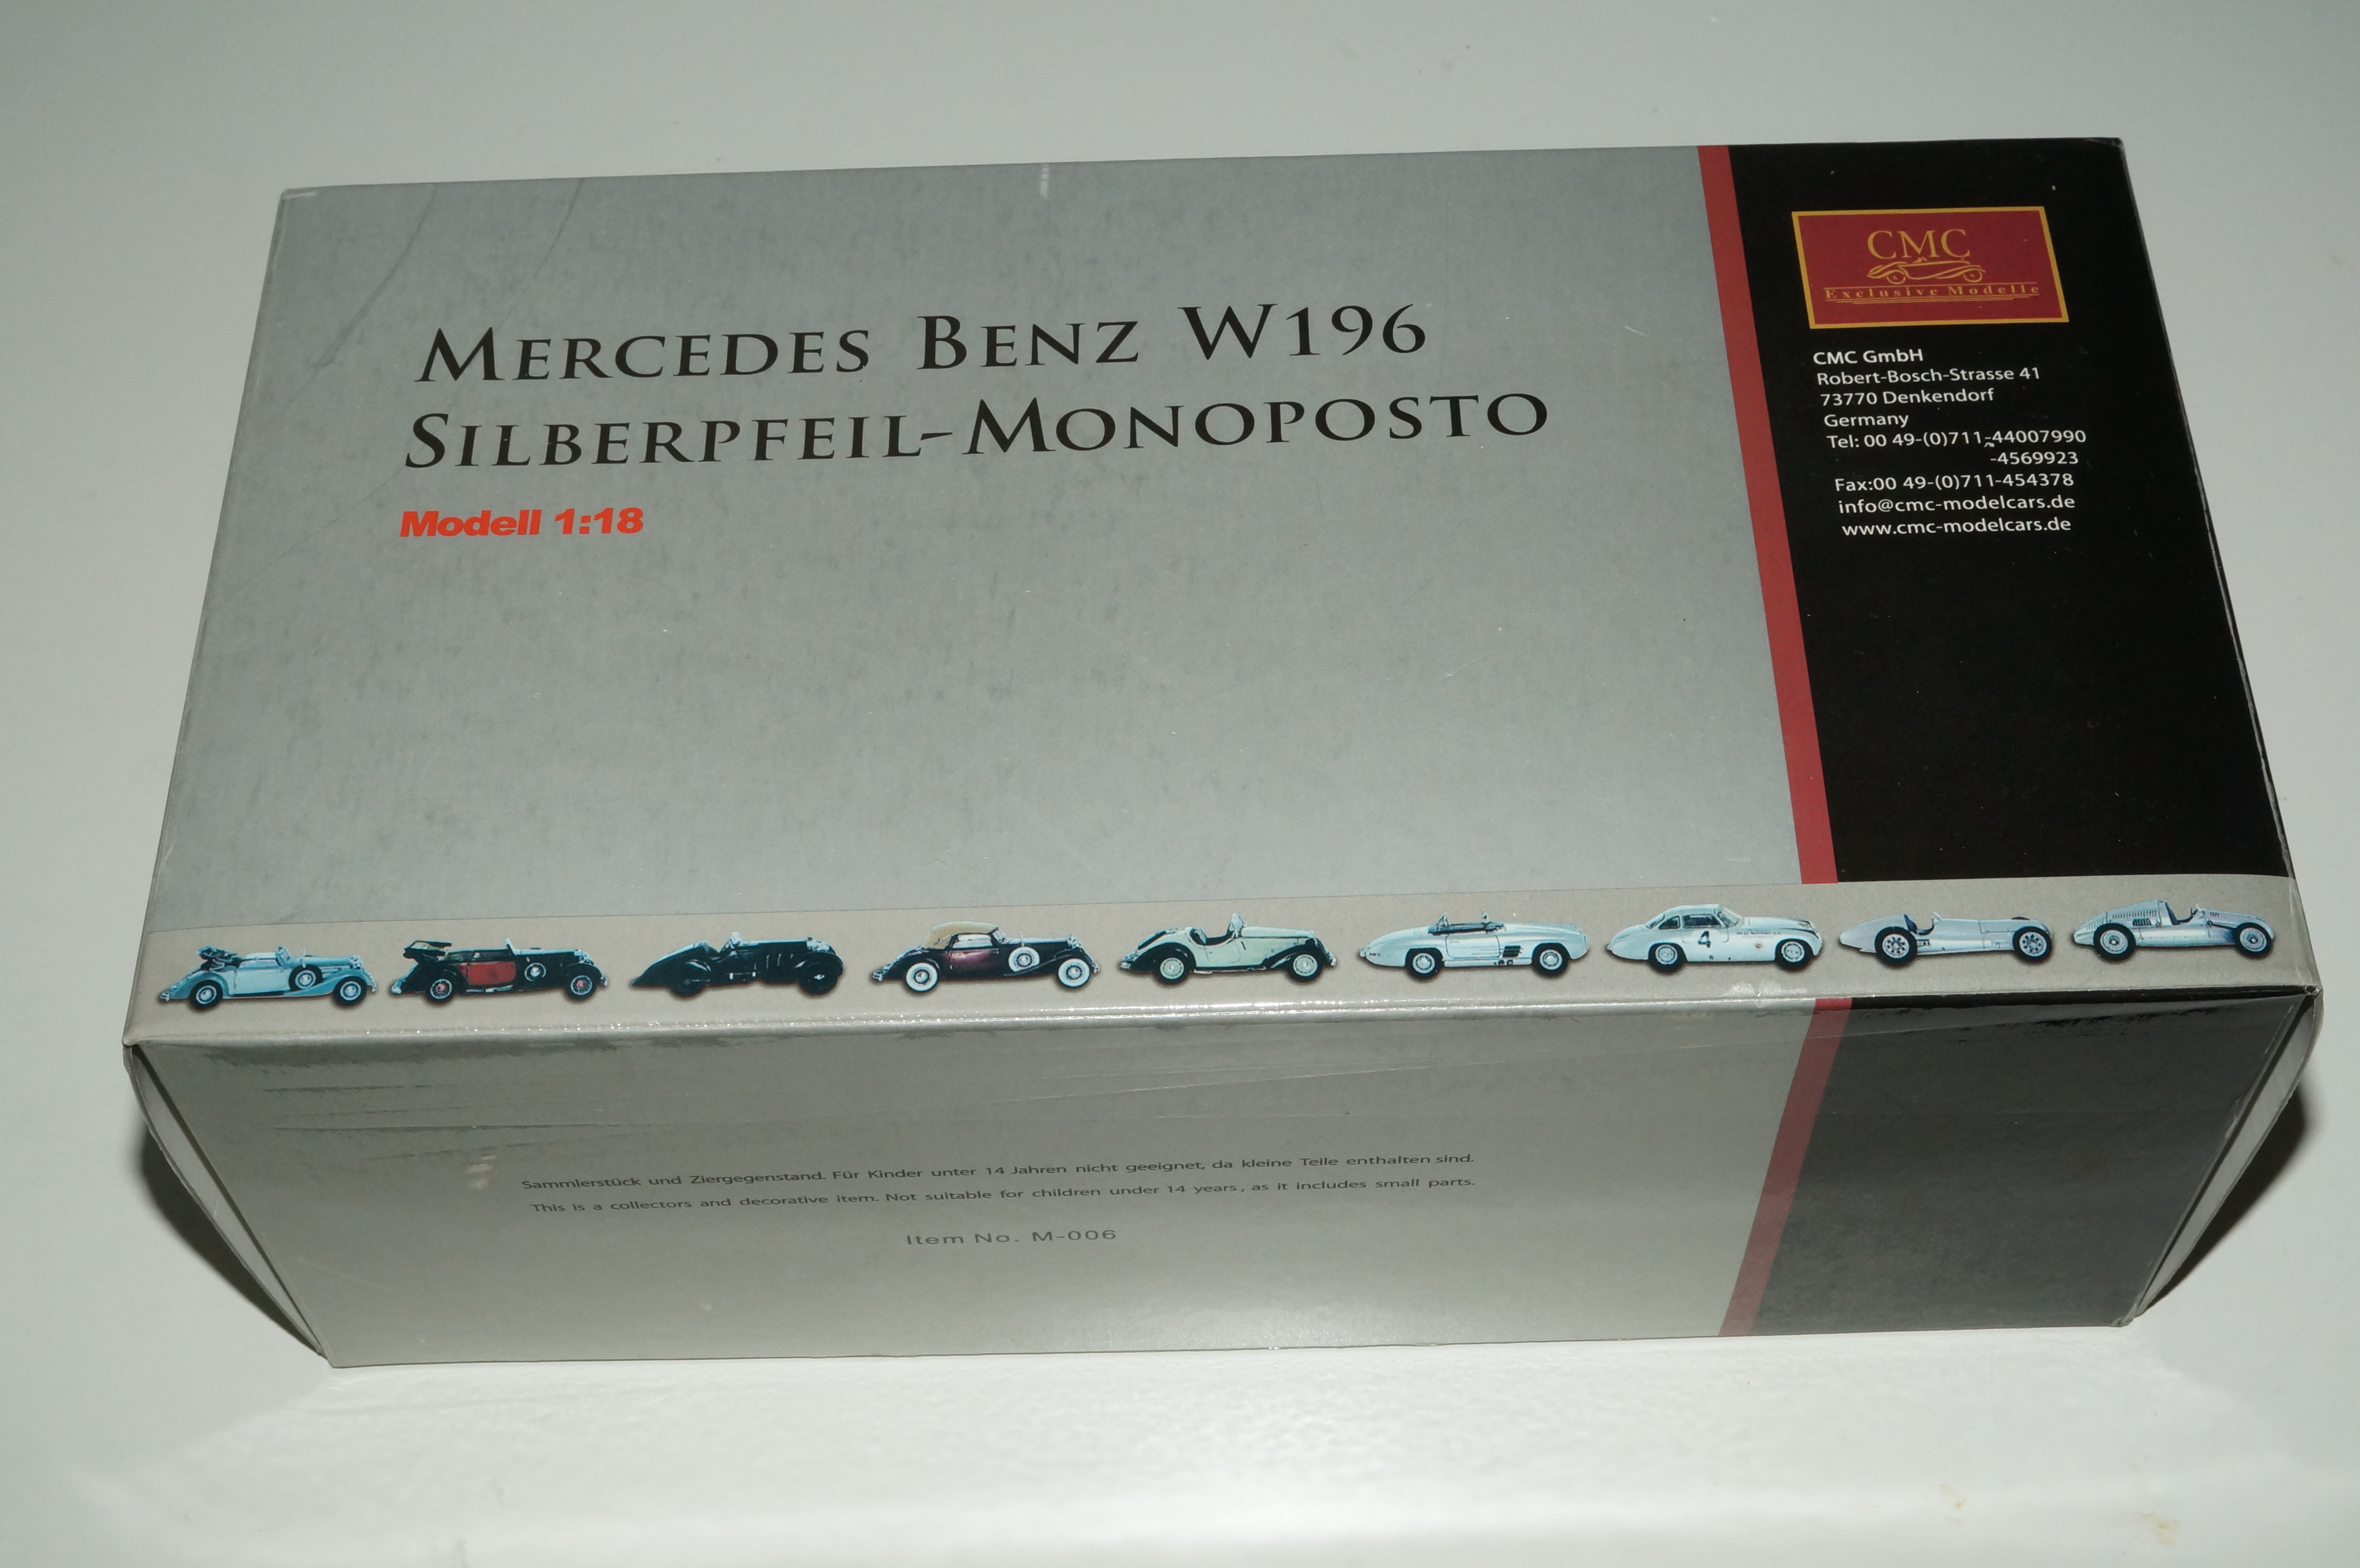 MERCEDES BENZ W196
SILBERPFEIL-MONOPOSTO
Modell 1:18
CMC
Exclusive Modelle
CMC GmbH
Robert-Bosch-Strasse 41
73770 Denkendorf
Germany
Tel: 00 49-(0)711-44007990
-4569923
Fax:00 49-(0)711-454378
info@cmc-modelcars.de
www.cmc-modelcars.de
4
Sammlerstück und Ziergegenstand. Für Kinder unter 14 Jahren nicht geeignet, da kleine Teile enthalten sind.
This is a collectors and decorative item. Not suitable for children under 14 years, as it includes small parts.
Item No. M-006